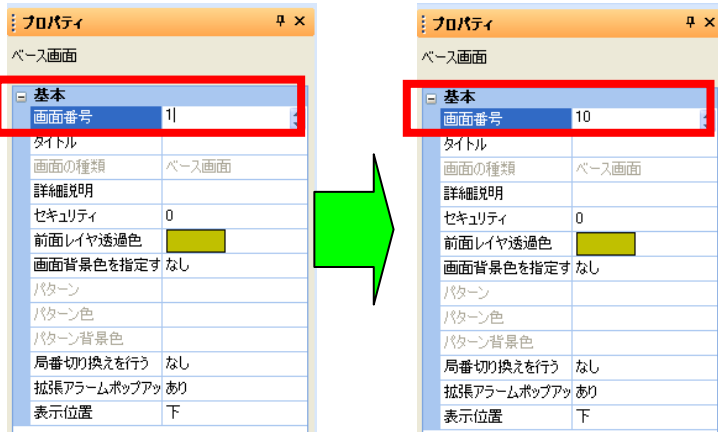 プロパティ
ベース画面
基本
画面番号 1
タイトル
画面の種類 ベース画面
詳細説明
セキュリティ 0
前面レイヤ透過色
画面背景色を指定す なし
パターン
パターン色
パターン背景色
局番切り換えを行う なし
拡張アラームポップアッ あり
表示位置 下
プロパティ
ベース画面
基本
画面番号 10
タイトル
画面の種類 ベース画面
詳細説明
セキュリティ 0
前面レイヤ透過色
画面背景色を指定す なし
パターン
パターン色
パターン背景色
局番切り換えを行う なし
拡張アラームポップアッ あり
表示位置 下